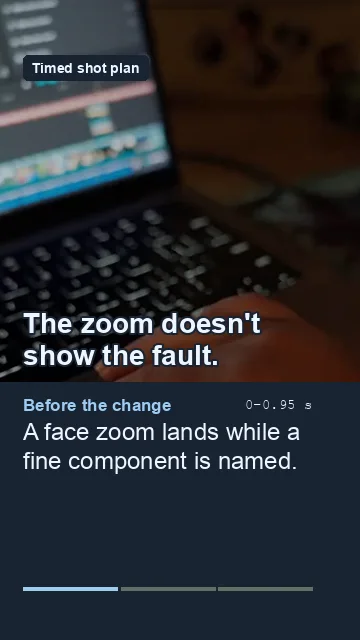 Timed shot plan
The zoom doesn't
show the fault.
Before the change
0–0.95 s
A face zoom lands while a
fine component is named.